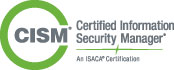 CISM®
Certified Information
Security Manager®
An ISACA® Certification